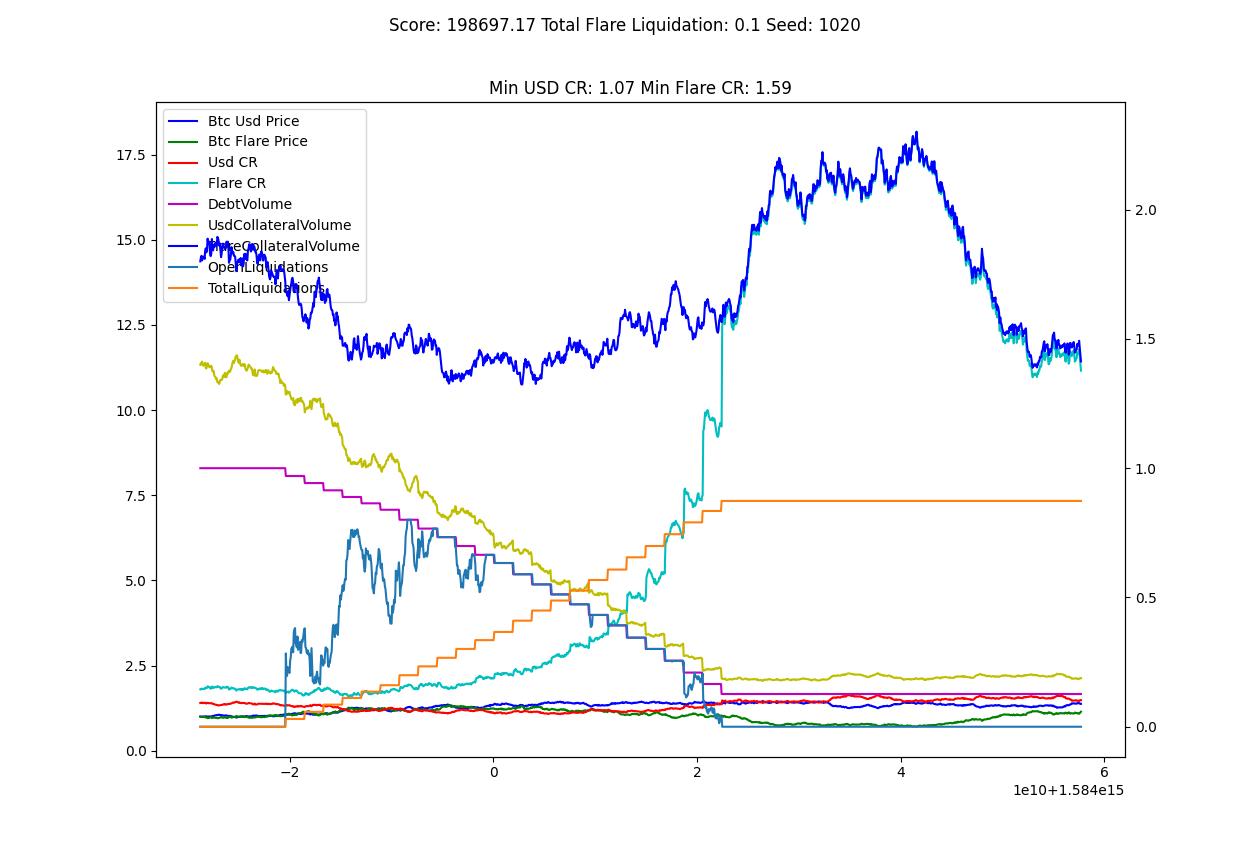 Score: 198697.17 Total Flare Liquidation: 0.1 Seed: 1020
Min USD CR: 1.07 Min Flare CR: 1.59
Btc Usd Price
Btc Flare Price
Usd CR
Flare CR
DebtVolume
UsdCollateralVolume
FlareCollateralVolume
OpenLiquidations
TotalLiquidations
17.5
15.0
12.5
10.0
7.5
5.0
2.5
0.0
2.0
1.5
1.0
0.5
0.0
−2
0
2
4
6
1e10+1.584e15